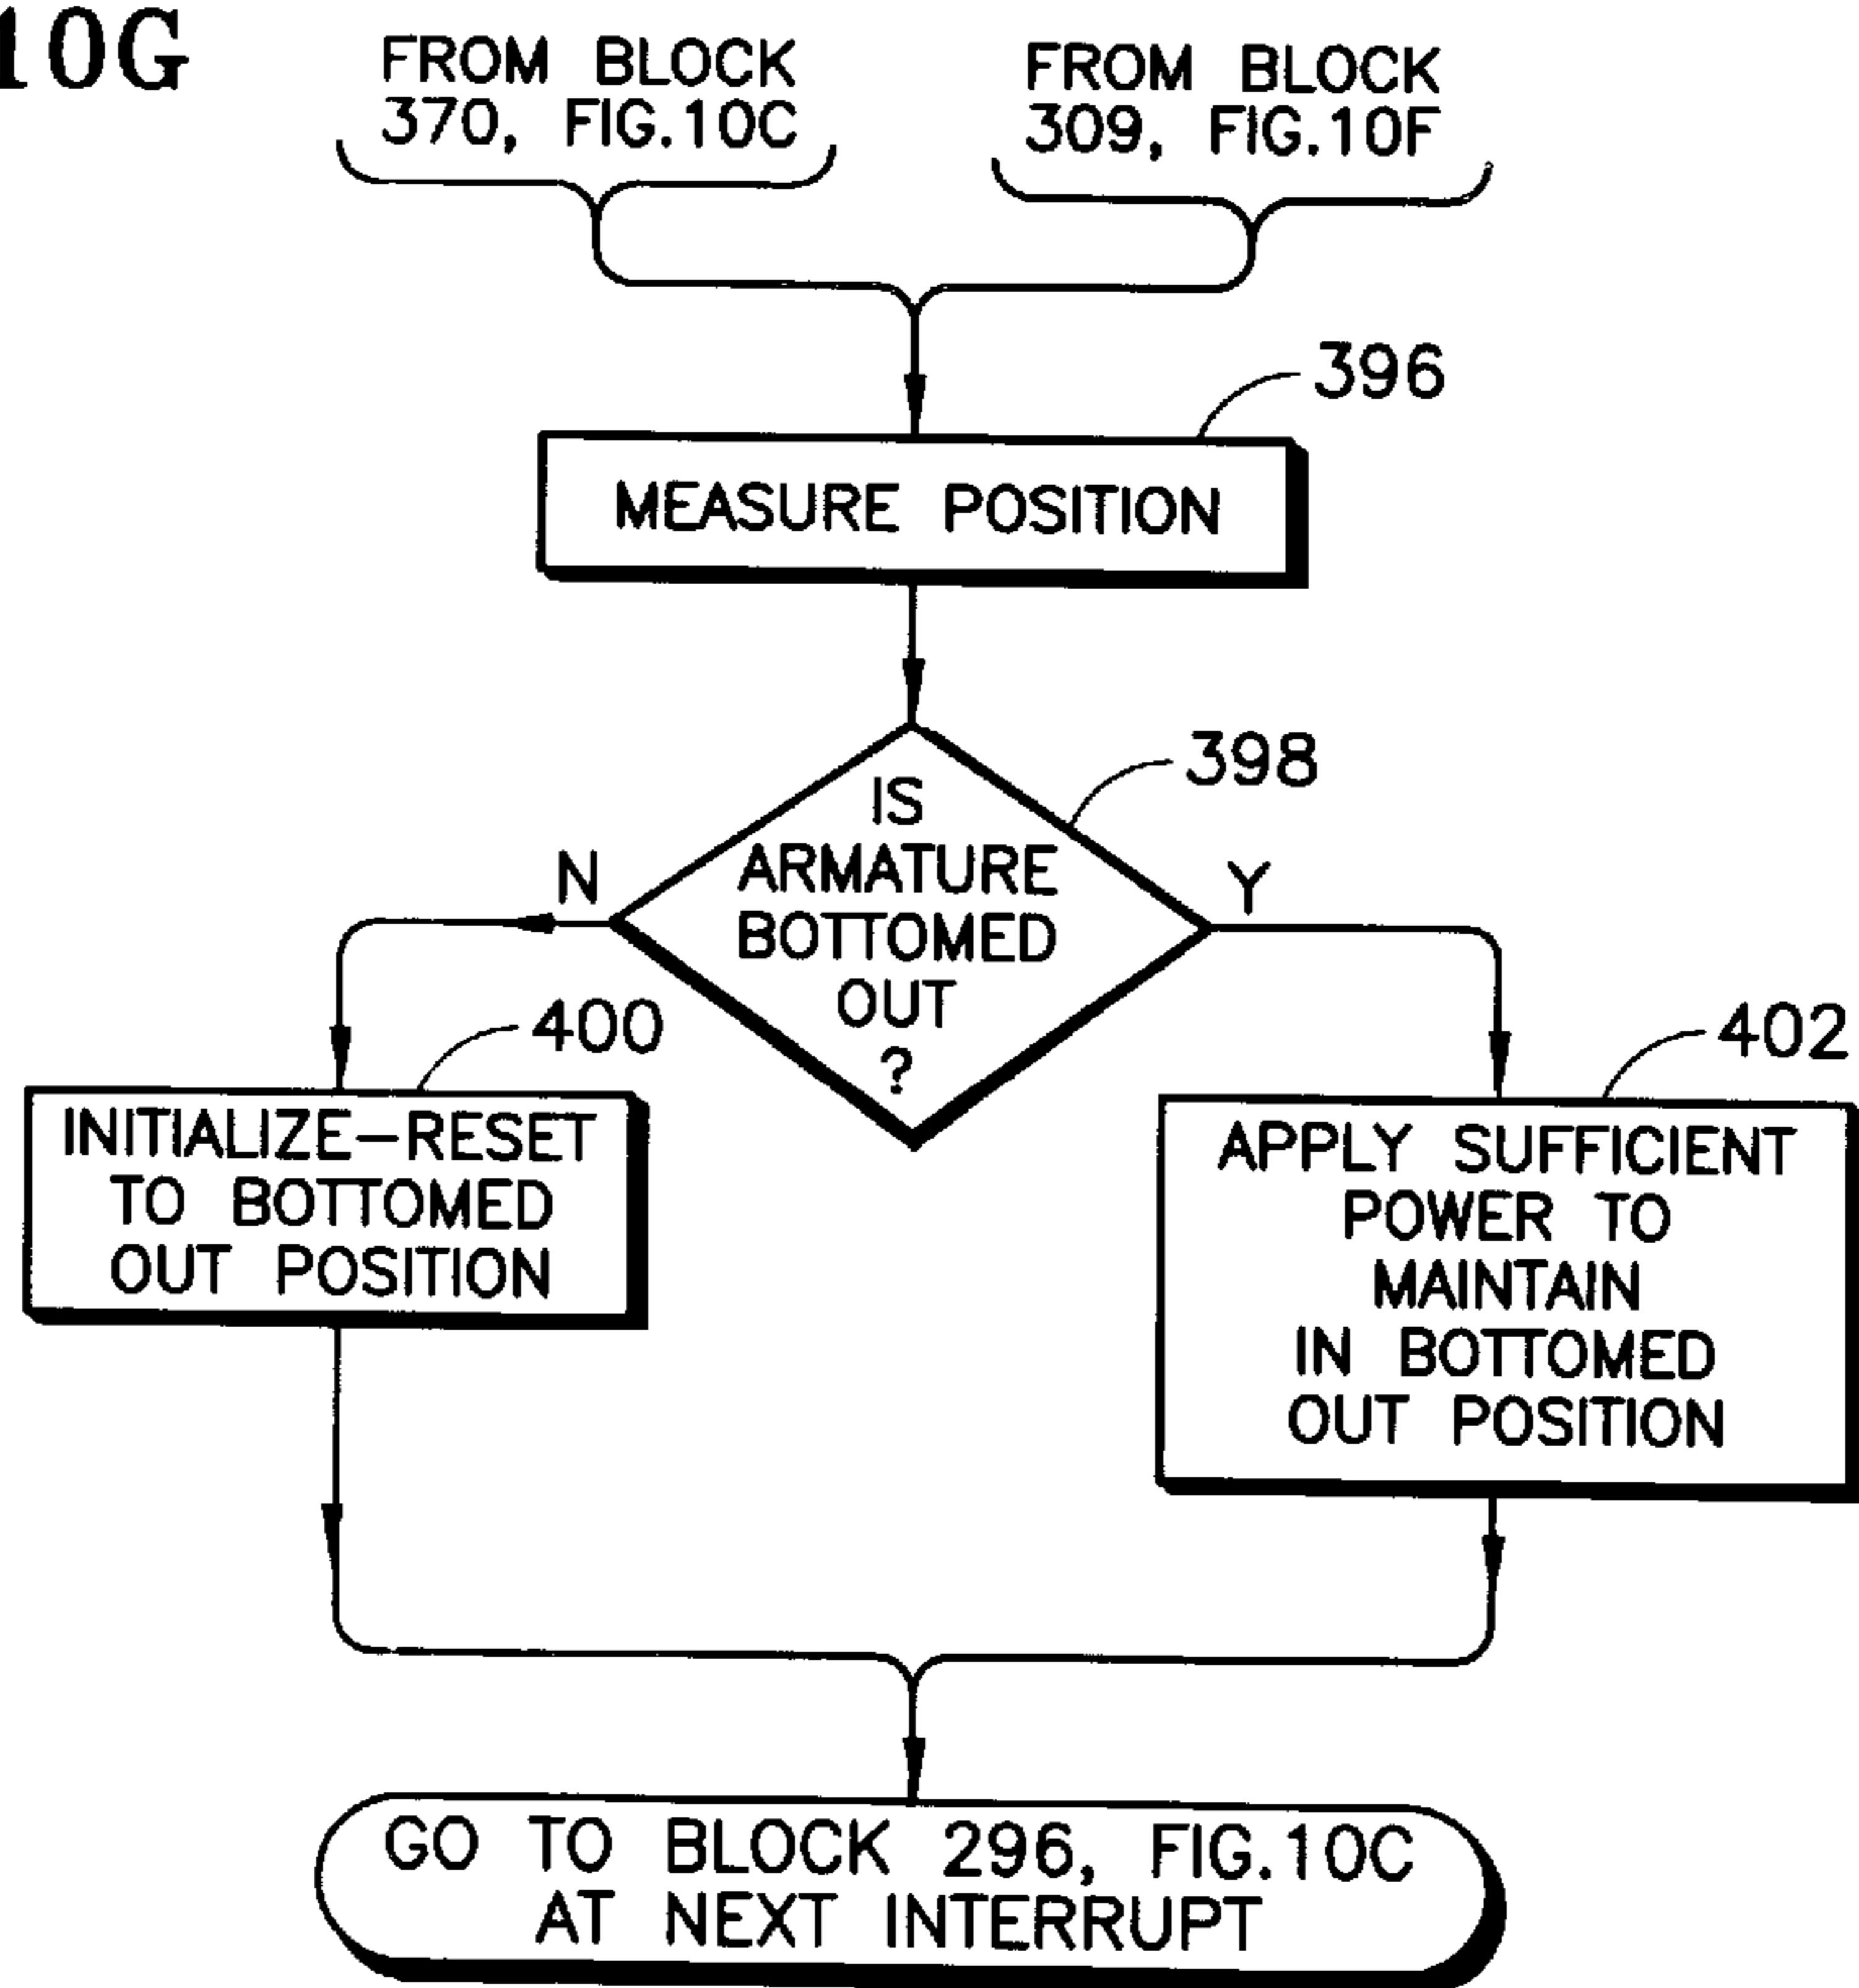 10G
FROM BLOCK
370, FIG.10C
FROM BLOCK
309, FIG.10F
396
MEASURE POSITION
398
IS
ARMATURE
BOTTOMED
OUT
?
N
Y
400
INITIALIZE-RESET
TO BOTTOMED
OUT POSITION
402
APPLY SUFFICIENT
POWER TO
MAINTAIN
IN BOTTOMED
OUT POSITION
GO TO BLOCK 296, FIG.10C
AT NEXT INTERRUPT